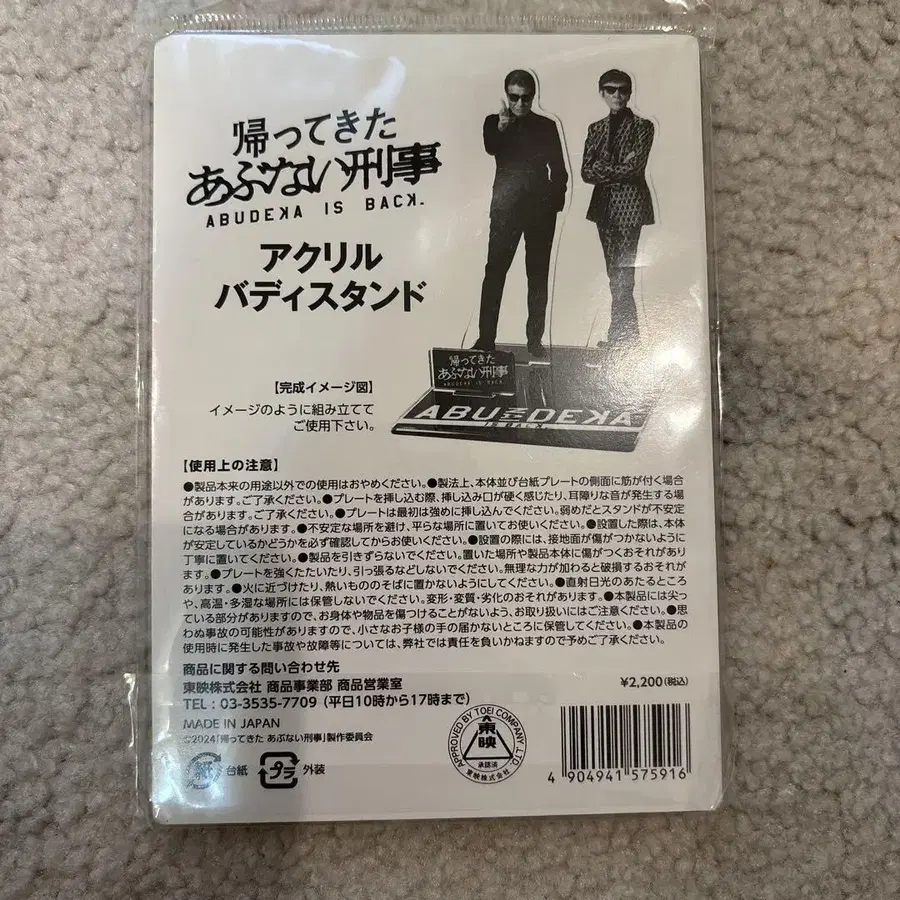 帰ってきた
あぶない刑事
ABUDEKA IS BACK.
アクリル
バディスタンド
帰ってきた
あぶない刑事
ABUDEKA IS BACK.
ABUNAI DEKA
IS BACK.
【完成イメージ図】
イメージのように組み立てて
ご使用下さい。
【使用上の注意】
●製品本来の用途以外での使用はおやめください。●製法上、本体並び台紙プレートの側面に筋が付く場合
があります。ご了承ください。●プレートを挿し込む際、挿し込み口が硬く感じたり、耳障りな音が発生する場
合があります。ご了承ください。●プレートは最初は強めに挿し込んでください。弱めだとスタンドが不安定
になる場合があります。●不安定な場所を避け、平らな場所に置いてお使いください。●設置した際は、本体
が安定しているかどうかを必ず確認してからお使いください。●設置の際には、接地面が傷がつかないように
丁寧に置いてください。●製品を引きずらないでください。置いた場所や製品本体に傷がつくおそれがありま
す。●プレートを強くたたいたり、引っ張るなどしないでください。無理な力が加わると破損するおそれが
あります。●火に近づけたり、熱いもののそばに置かないようにしてください。●直射日光のあたるところ
や、高温・多湿な場所には保管しないでください。変形・変質・劣化のおそれがあります。●本製品には尖っ
ている部分がありますので、お身体や物品を傷つけることがないよう、お取り扱いにはご注意ください。●思
わぬ事故の可能性がありますので、小さなお子様の手の届かないところに保管してください。●本製品の
使用時に発生した事故や故障等については、弊社では責任を負いかねますので予めご了承ください。
商品に関する問い合わせ先
東映株式会社 商品事業部 商品営業室
TEL：03-3535-7709 (平日10時から17時まで)
MADE IN JAPAN
©2024「帰ってきた あぶない刑事」製作委員会
紙 台紙 プラ 外装
APPROVED BY TOEI COMPANY, LTD.
東映
承認済
東映株式会社
¥2,200(税込)
4 904941 575916